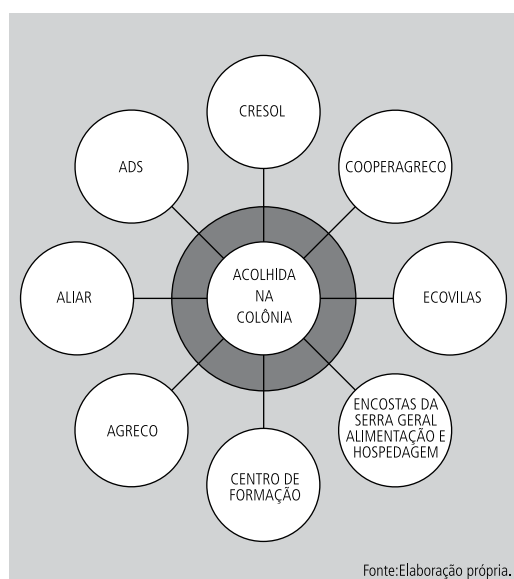 CRESOL
ADS
COOPERAGRECO
ALIAR
ACOLHIDA
NA
COLÔNIA
ECOVILAS
AGRECO
ENCOSTAS DA
SERRA GERAL
ALIMENTAÇÃO E
HOSPEDAGEM
CENTRO DE
FORMAÇÃO
Fonte:Elaboração própria.